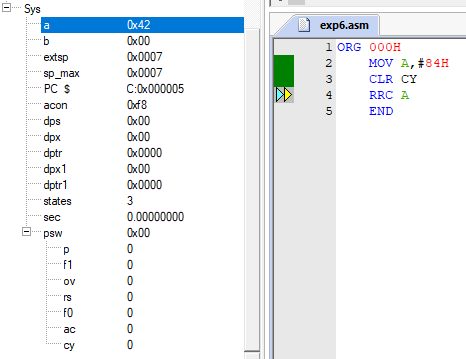 Sys
a 0x42
b 0x00
extsp 0x0007
sp_max 0x0007
PC $ C:0x000005
acon 0xf8
dps 0x00
dpx 0x00
dptr 0x0000
dpx1 0x00
dptr1 0x0000
states 3
sec 0.00000000
psw 0x00
p 0
f1 0
ov 0
rs 0
f0 0
ac 0
cy 0
exp6.asm
1 ORG 000H
2 MOV A,#84H
3 CLR CY
4 RRC A
5 END